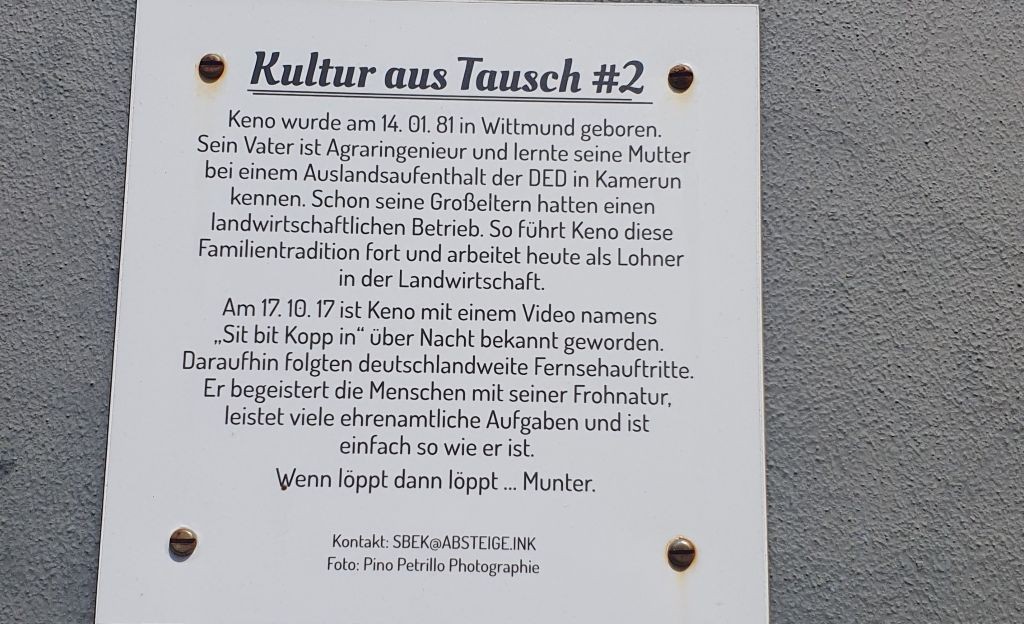 Kultur aus Tausch #2
Keno wurde am 14. 01. 81 in Wittmund geboren.
Sein Vater ist Agraringenieur und lernte seine Mutter
bei einem Auslandsaufenthalt der DED in Kamerun
kennen. Schon seine Großeltern hatten einen
landwirtschaftlichen Betrieb. So führt Keno diese
Familientradition fort und arbeitet heute als Lohner
in der Landwirtschaft.
Am 17. 10. 17 ist Keno mit einem Video namens
„Sit bit Kopp in“ über Nacht bekannt geworden.
Daraufhin folgten deutschlandweite Fernsehauftritte.
Er begeistert die Menschen mit seiner Frohnatur,
leistet viele ehrenamtliche Aufgaben und ist
einfach so wie er ist.
Wenn löppt dann löppt ... Munter.
Kontakt: SBEK@ABSTEIGE.INK
Foto: Pino Petrillo Photographie